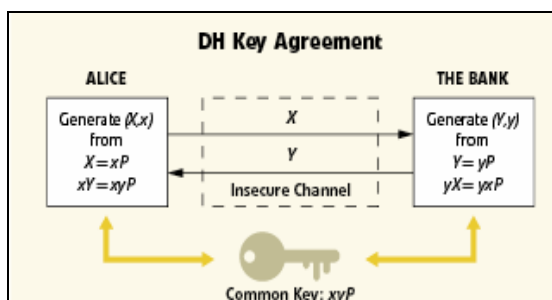 DH Key Agreement
ALICE
Generate (X,x)
from
X = xP
xY = xyP
X
Y
Insecure Channel
THE BANK
Generate (Y,y)
from
Y = yP
yX = yxP
Common Key: xyP